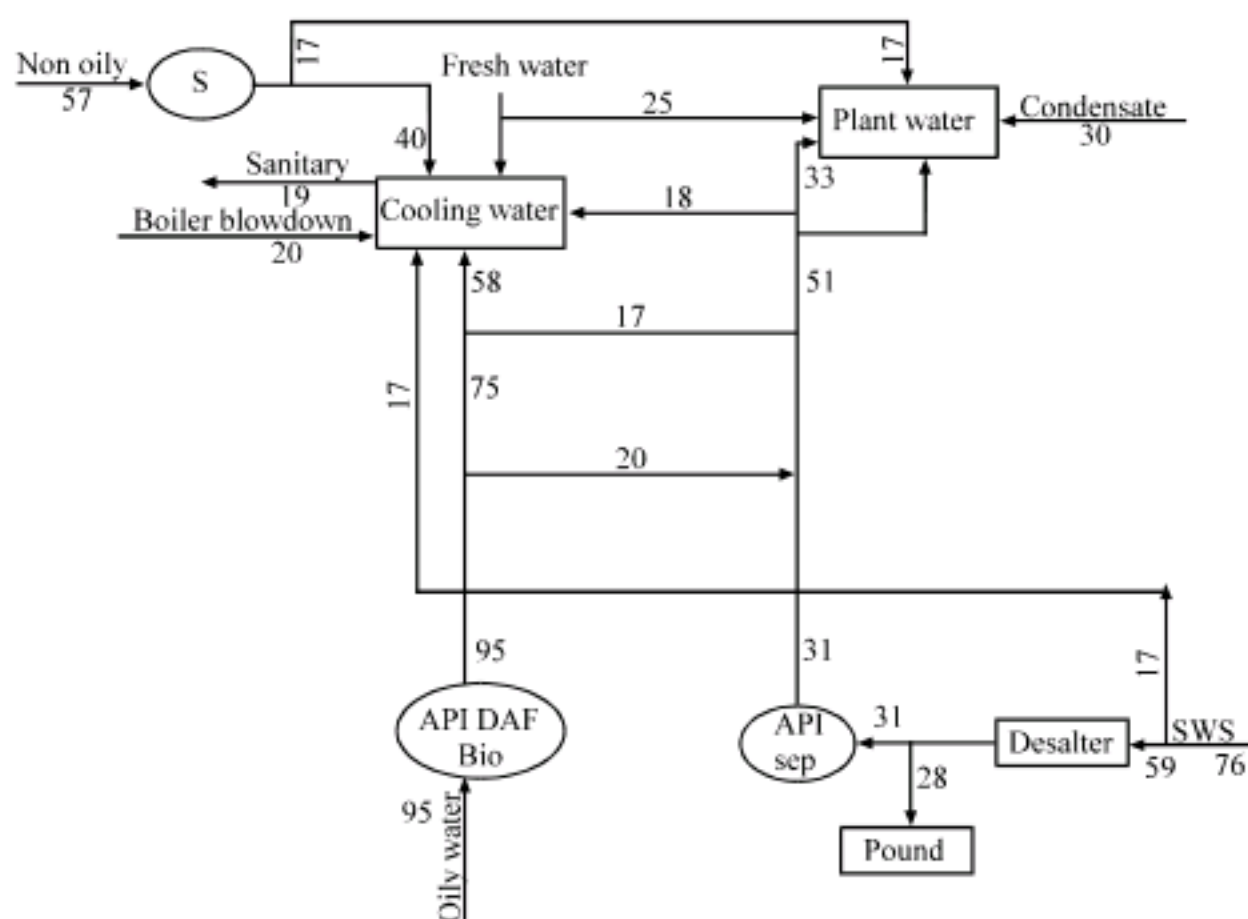 17
17
Non oily
57
S
Fresh water
25
Plant water
Condensate
30
40
33
Sanitary
19
Cooling water
18
Boiler blowdown
20
58
51
17
17
75
20
95
31
17
API DAF
Bio
API
sep
31
Desalter
SWS
59
76
28
95
Oily water
Pound